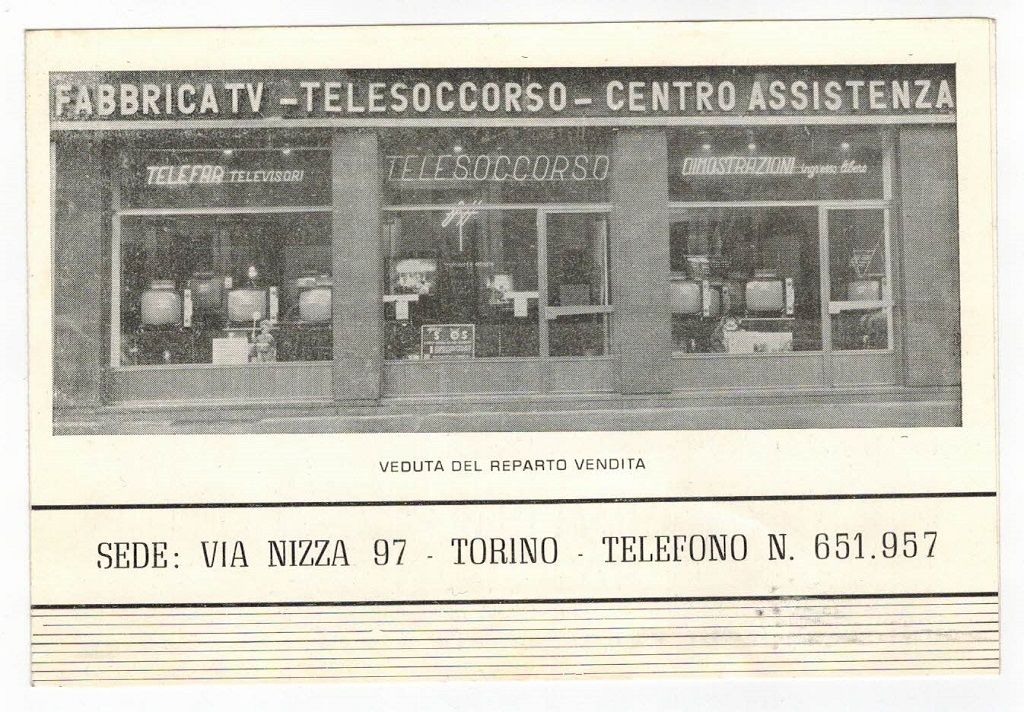 FABBRICA TV - TELESOCCORSO - CENTRO ASSISTENZA
TELEFAR TELEVISORI
TELESOCCORSO
DIMOSTRAZIONI ingresso libero
SOS
VEDUTA DEL REPARTO VENDITA
SEDE: VIA NIZZA 97 - TORINO - TELEFONO N. 651.957